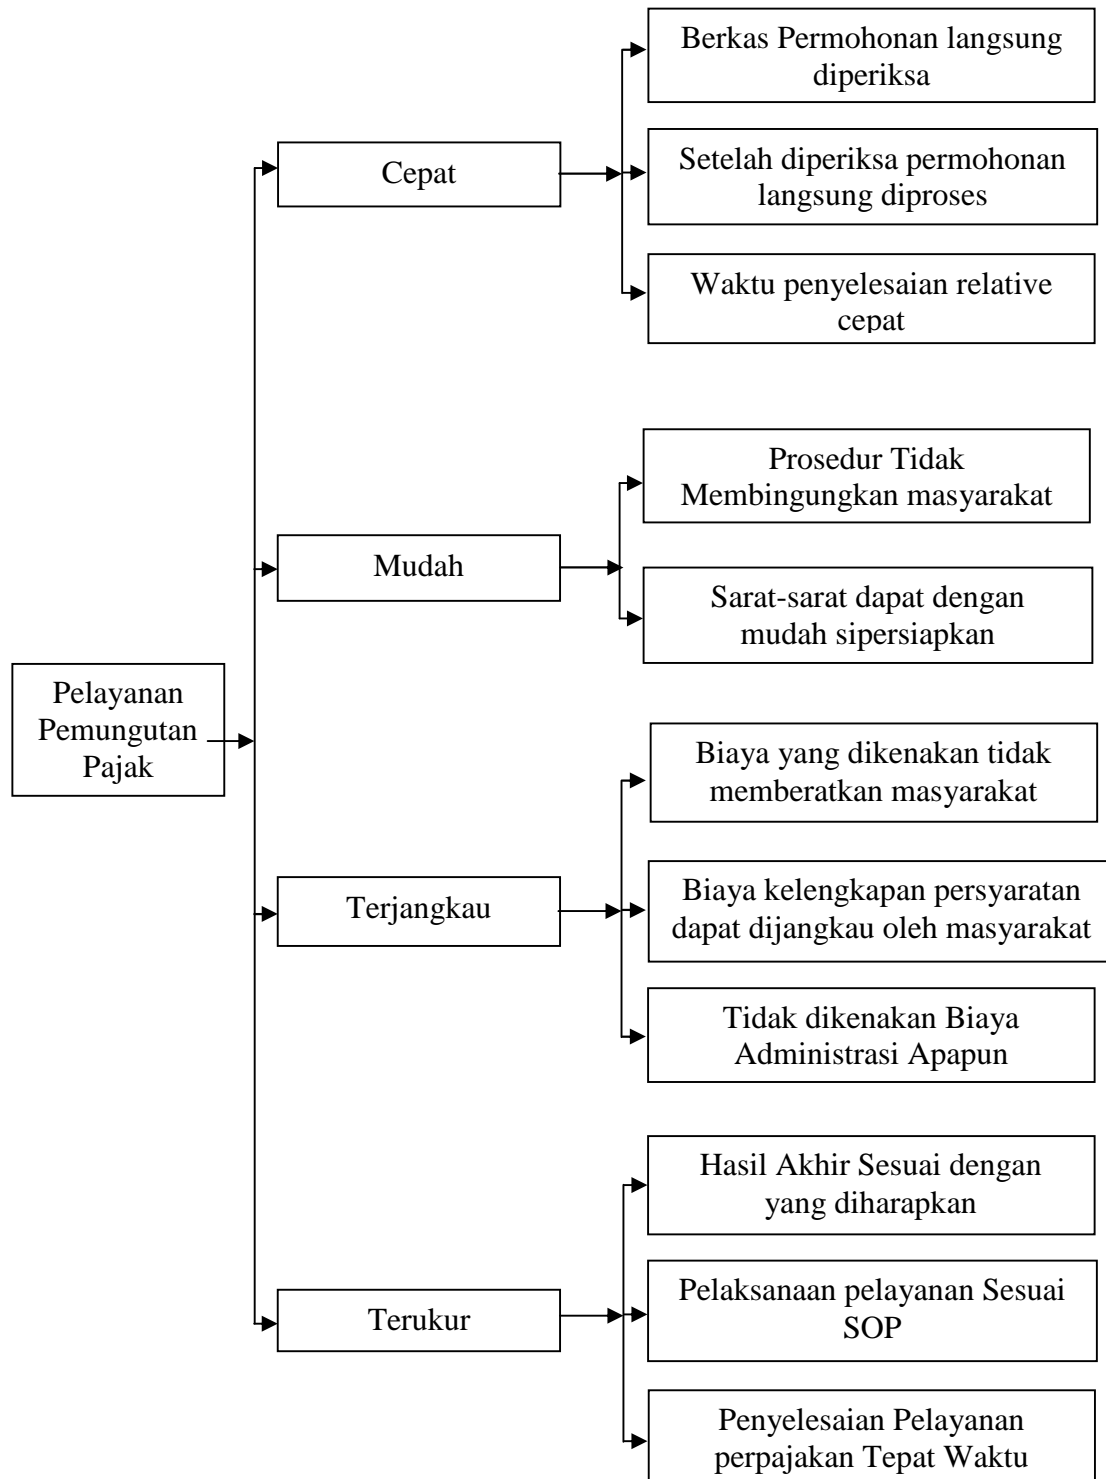 Berkas Permohonan langsung
diperiksa
Cepat
Setelah diperiksa permohonan
langsung diproses
Waktu penyelesaian relative
cepat
Prosedur Tidak
Membingungkan masyarakat
Mudah
Sarat-sarat dapat dengan
mudah sipersiapkan
Pelayanan
Pemungutan
Pajak
Biaya yang dikenakan tidak
memberatkan masyarakat
Terjangkau
Biaya kelengkapan persyaratan
dapat dijangkau oleh masyarakat
Tidak dikenakan Biaya
Administrasi Apapun
Hasil Akhir Sesuai dengan
yang diharapkan
Terukur
Pelaksanaan pelayanan Sesuai
SOP
Penyelesaian Pelayanan
perpajakan Tepat Waktu